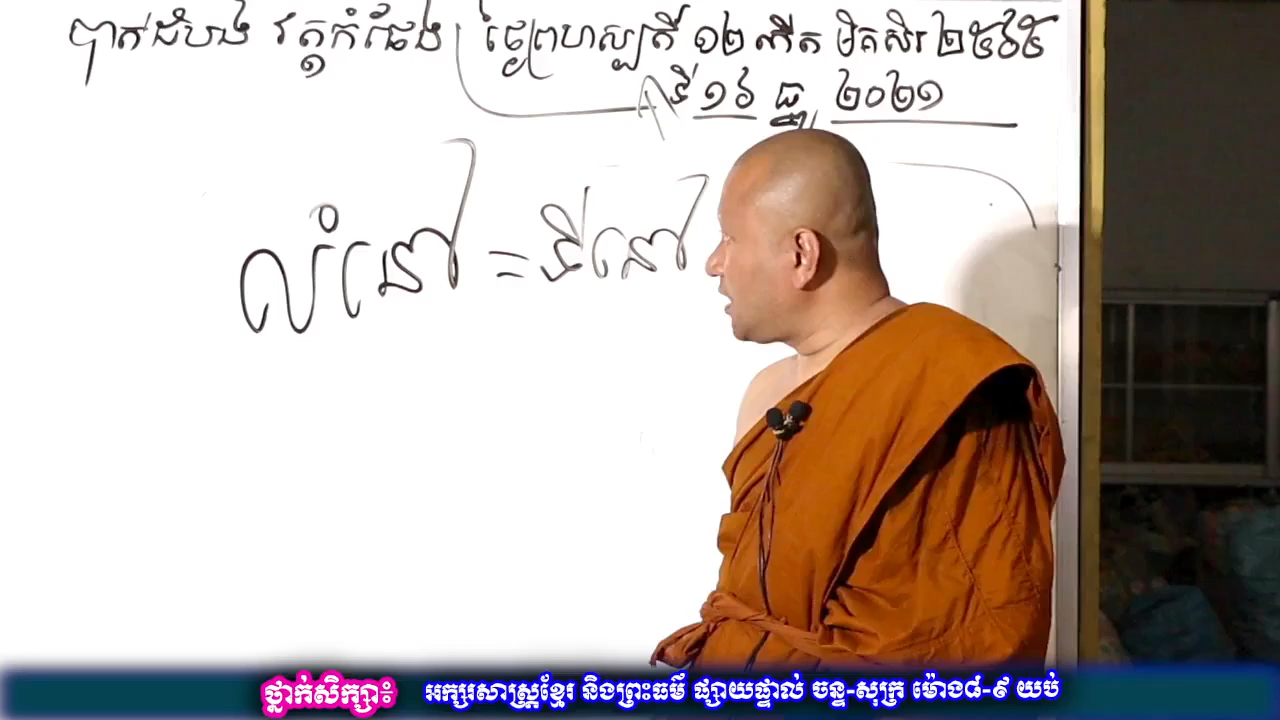 បាត់ដំបង វត្តកំផែង ថ្ងៃព្រហស្បតិ៍ ១២ កើត មិគសិរ ២៥៦៥
ទី ១៦ ធ្នូ ២០២១
លំនៅ = ទីនៅ
ថ្នាក់សិក្សា៖ អក្សរសាស្ត្រខ្មែរ និងព្រះធម៌ ផ្សាយផ្ទាល់ ចន្ទ-សុក្រ ម៉ោង៨-៩ យប់